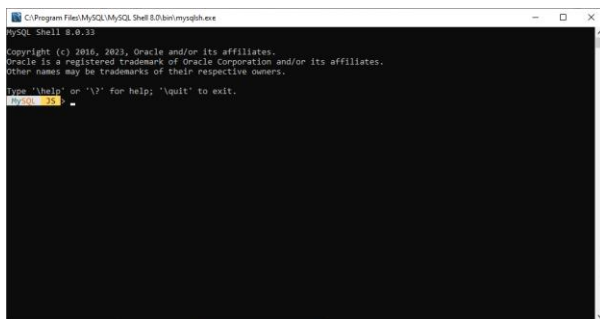 C:\Program Files\MySQL\MySQL Shell 8.0\bin\mysqlsh.exe
MySQL Shell 8.0.33
Copyright (c) 2016, 2023, Oracle and/or its affiliates.
Oracle is a registered trademark of Oracle Corporation and/or its affiliates.
Other names may be trademarks of their respective owners.
Type '\help' or '\?' for help; '\quit' to exit.
MySQL JS >